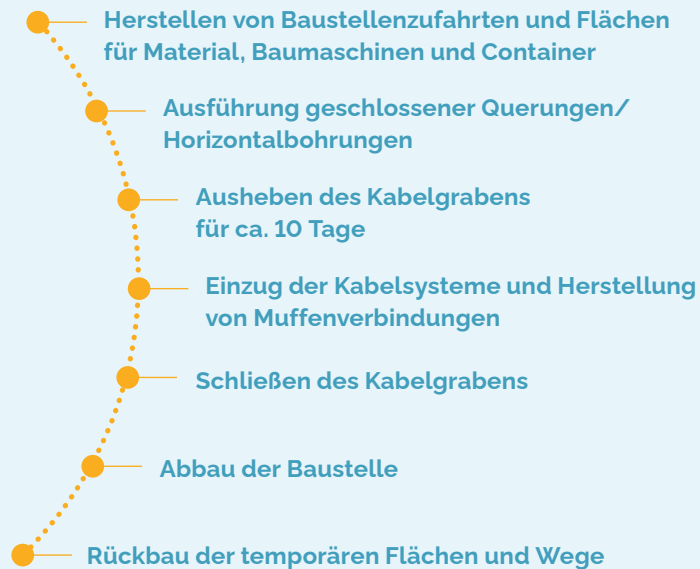 Herstellen von Baustellenzufahrten und Flächen
für Material, Baumaschinen und Container
Ausführung geschlossener Querungen/
Horizontalbohrungen
Ausheben des Kabelgrabens
für ca. 10 Tage
Einzug der Kabelsysteme und Herstellung
von Muffenverbindungen
Schließen des Kabelgrabens
Abbau der Baustelle
Rückbau der temporären Flächen und Wege